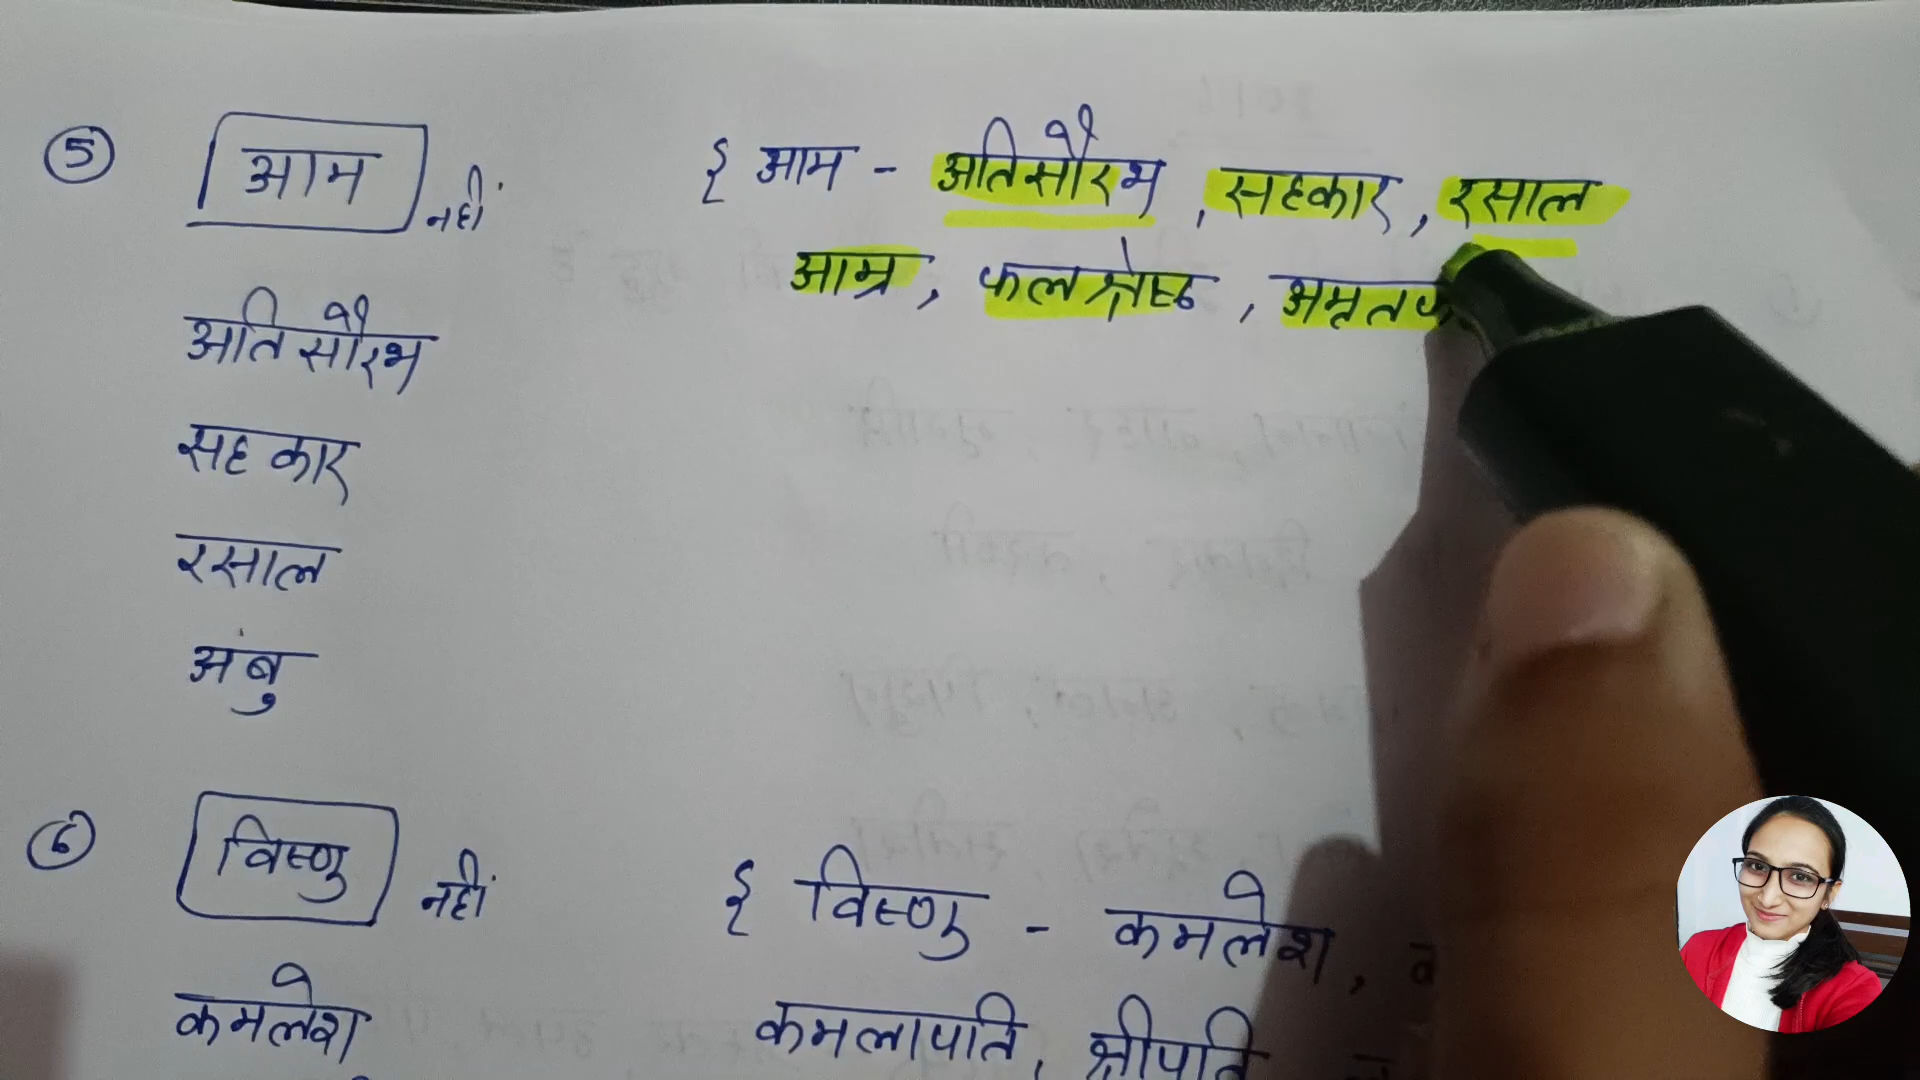 5 आम नहीं
अतिसौरभ
सहकार
रसाल
अंबु
इ आम - अतिसौरभ, सहकार, रसाल
आम्र, फलश्रेष्ठ, अमृतफ
6 विष्णु नहीं
कमलेश
इ विष्णु - कमलेश,
कमलापति, श्रीपति